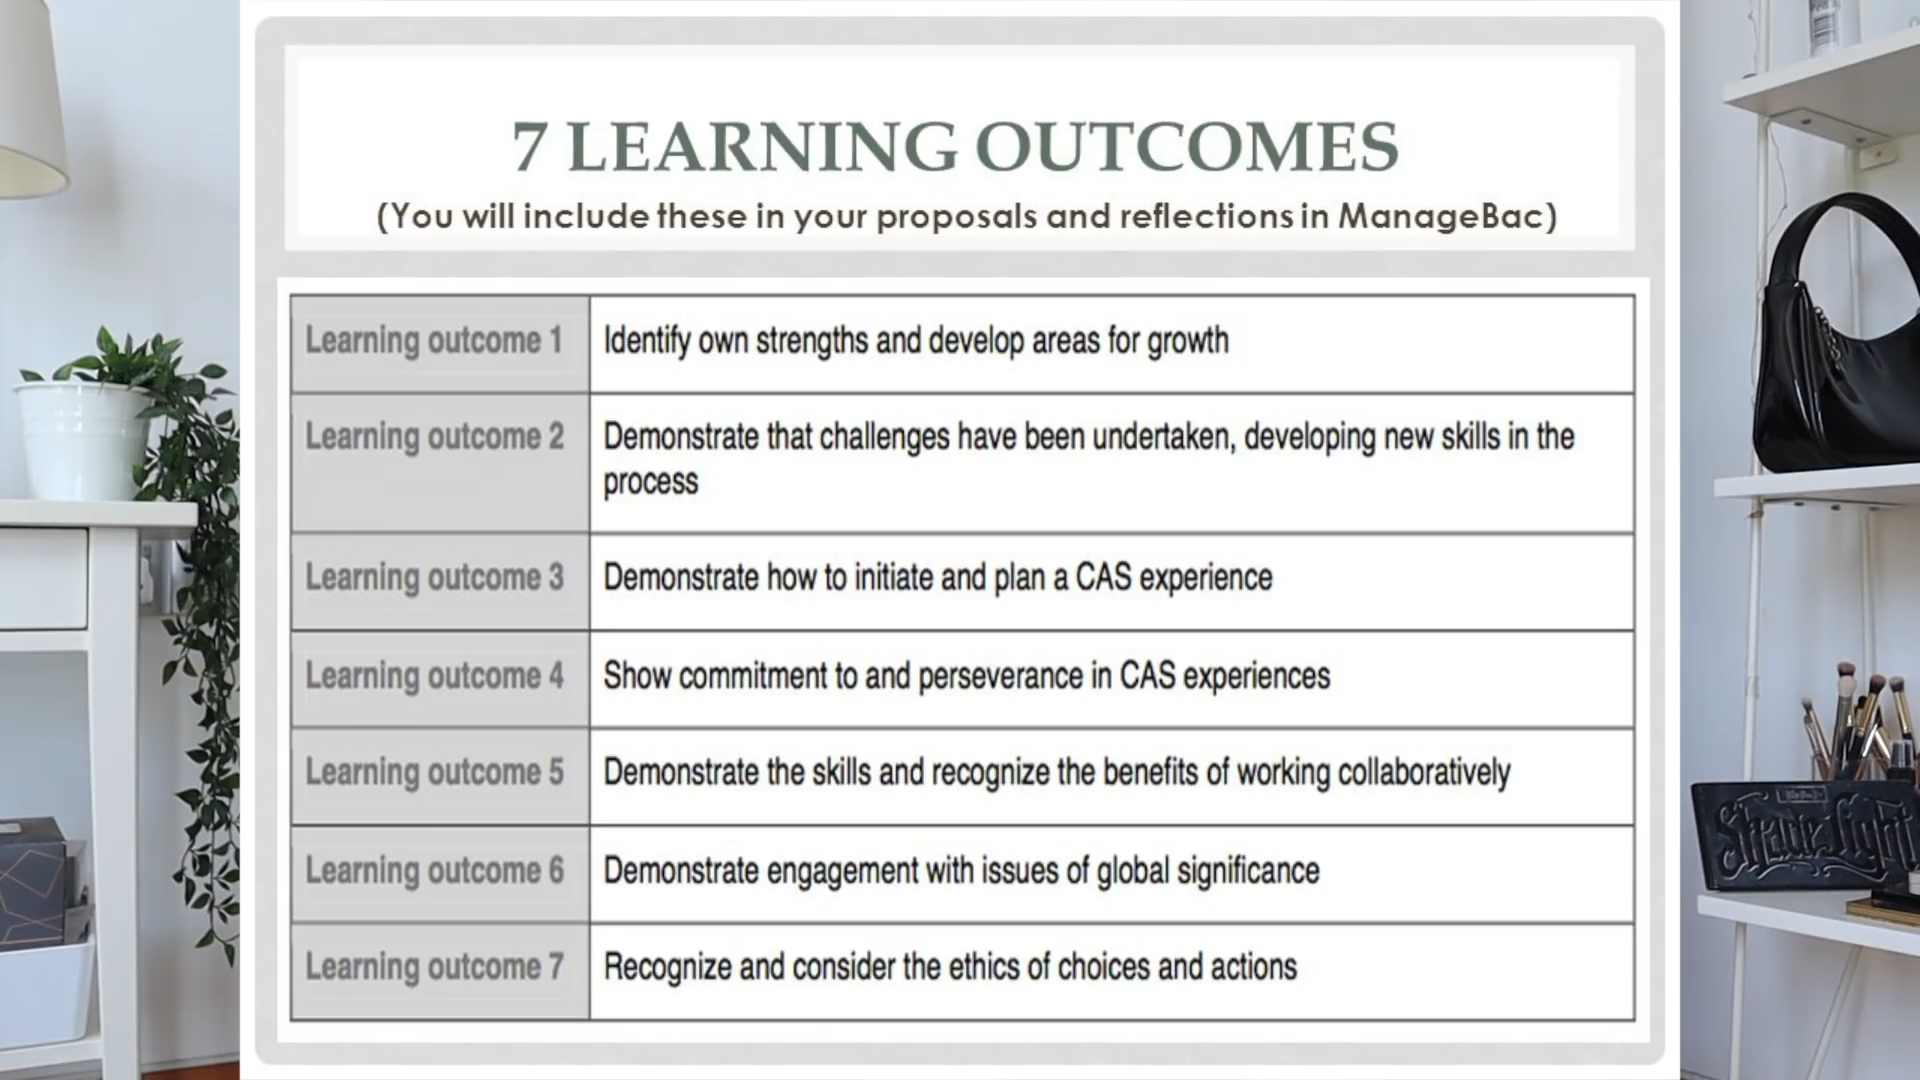 7 LEARNING OUTCOMES
(You will include these in your proposals and reflections in ManageBac)
Learning outcome 1 Identify own strengths and develop areas for growth
Learning outcome 2 Demonstrate that challenges have been undertaken, developing new skills in the
process
Learning outcome 3 Demonstrate how to initiate and plan a CAS experience
Learning outcome 4 Show commitment to and perseverance in CAS experiences
Learning outcome 5 Demonstrate the skills and recognize the benefits of working collaboratively
Learning outcome 6 Demonstrate engagement with issues of global significance
Learning outcome 7 Recognize and consider the ethics of choices and actions
Shade Light